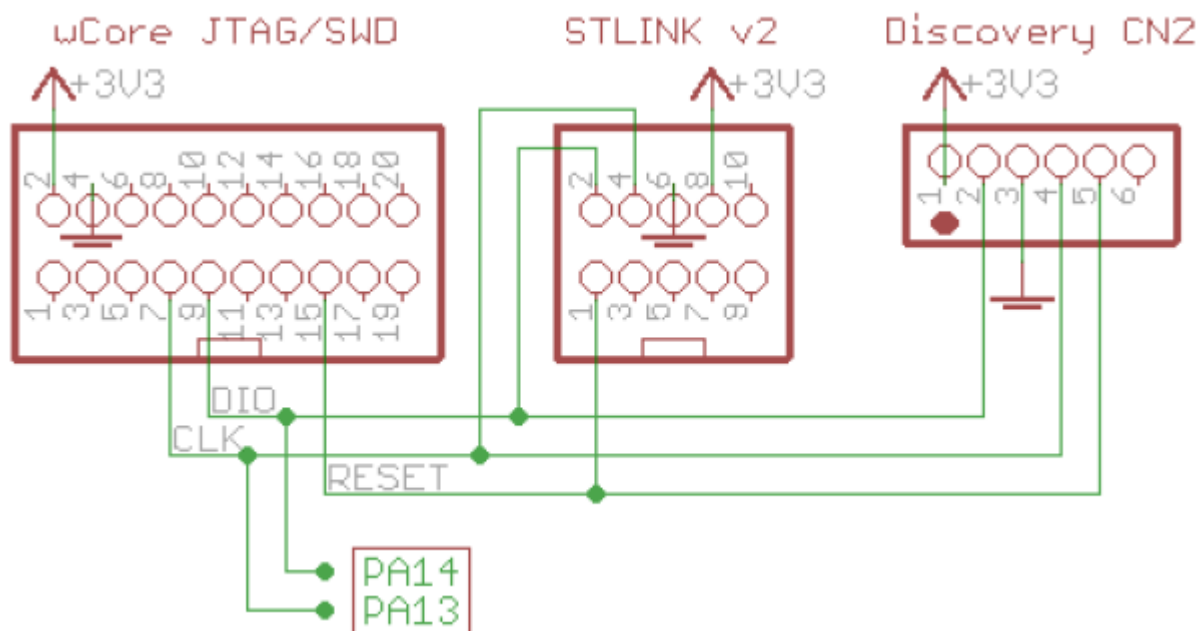 wCore JTAG/SWD STLINK v2 Discovery CN2
+3V3 +3V3 +3V3
2 4 6 8 10 12 14 16 18 20 2 4 6 8 10
1 2 3 4 5 6
1 3 5 7 9 11 13 15 17 19 1 3 5 7 9
DIO
CLK
RESET
PA14
PA13